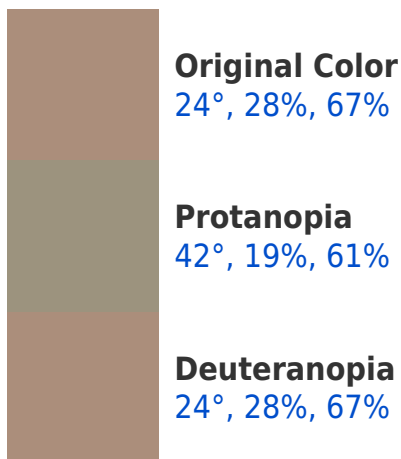 Original Color
24°, 28%, 67%
Protanopia
42°, 19%, 61%
Deuteranopia
24°, 28%, 67%